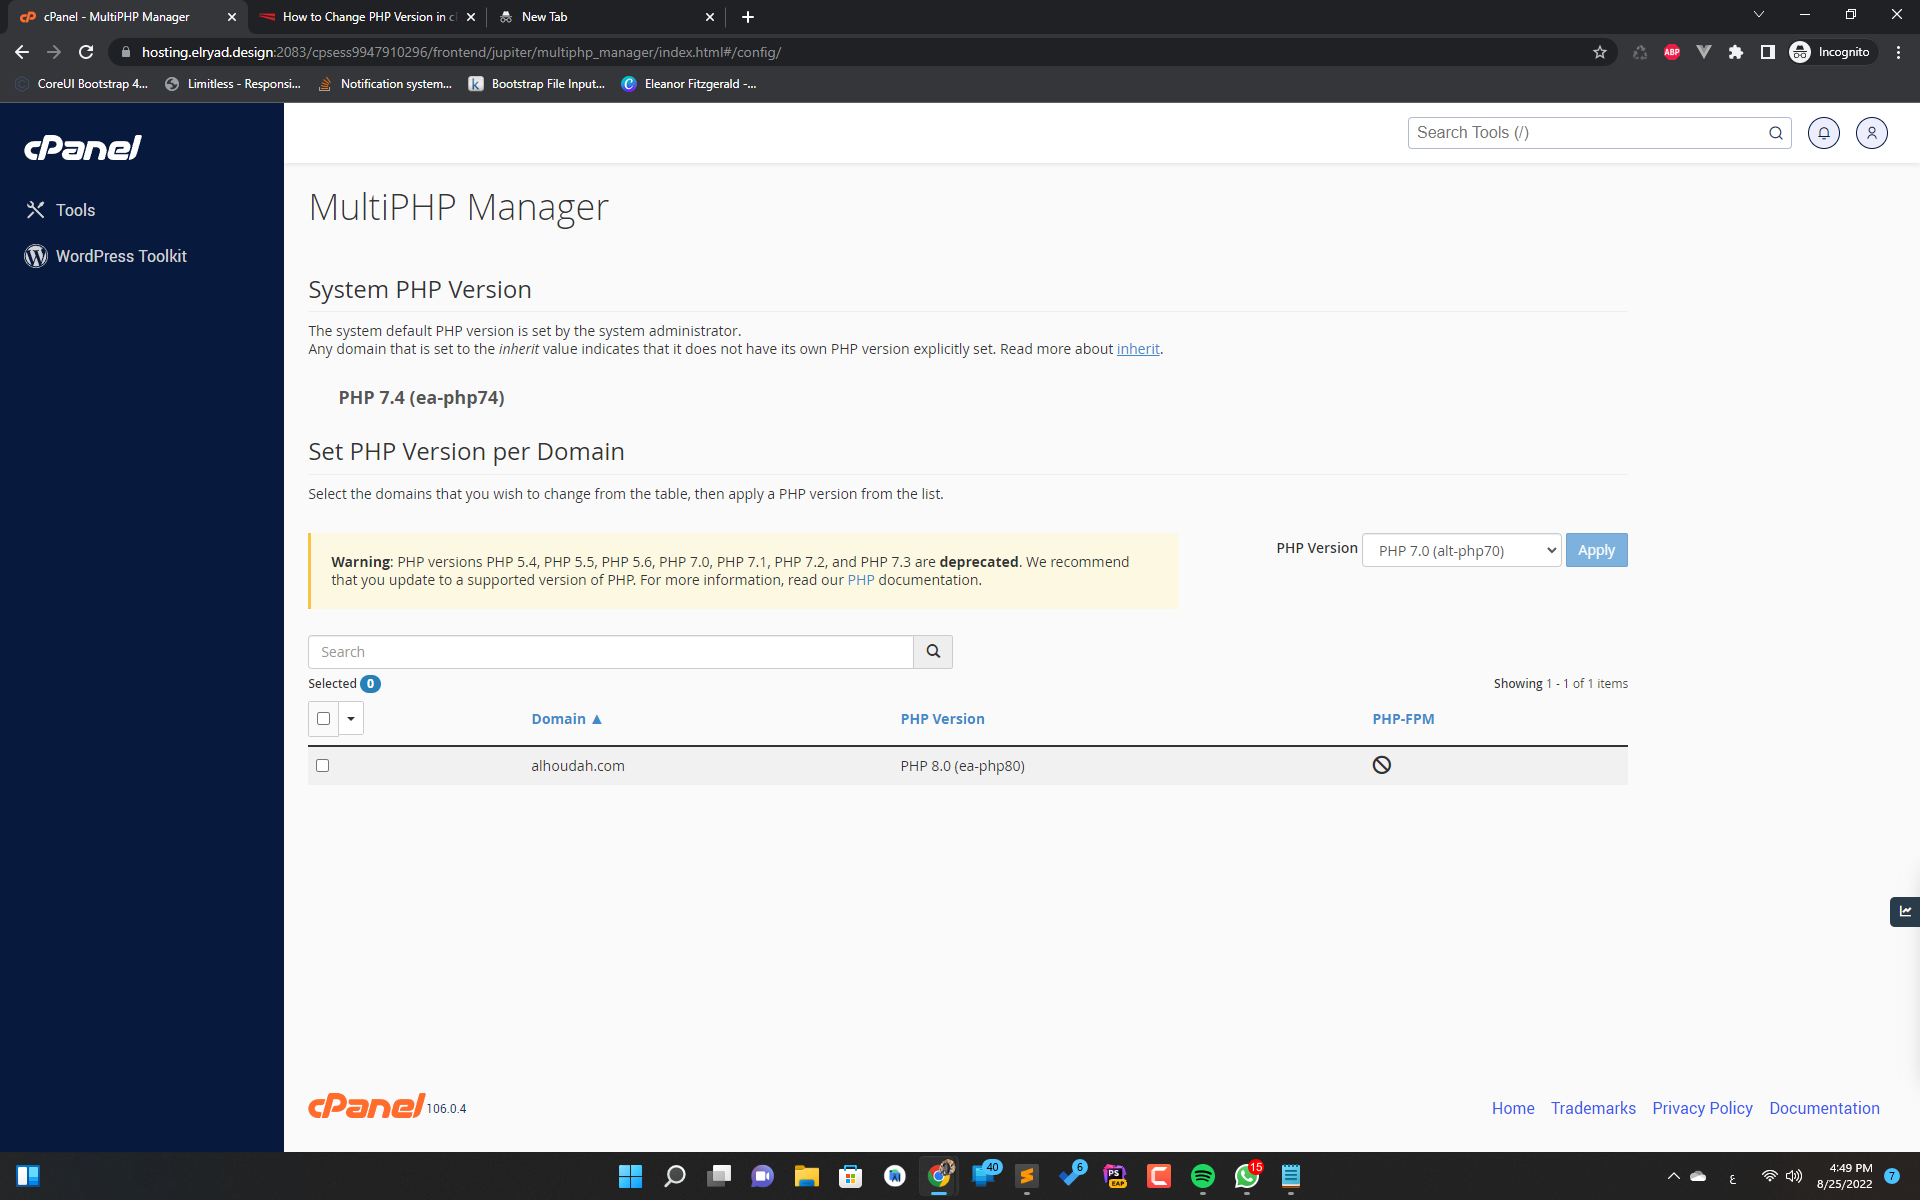 cPanel - MultiPHP Manager
How to Change PHP Version in c
New Tab
hosting.elryad.design:2083/cpsess9947910296/frontend/jupiter/multiphp_manager/index.html#/config/
ABP
Incognito
CoreUI Bootstrap 4...
Limitless - Responsi...
Notification system...
k
Bootstrap File Input...
Eleanor Fitzgerald -...
cPanel
Search Tools (/)
Tools
WordPress Toolkit
MultiPHP Manager
System PHP Version
The system default PHP version is set by the system administrator.
Any domain that is set to the inherit value indicates that it does not have its own PHP version explicitly set. Read more about inherit.
PHP 7.4 (ea-php74)
Set PHP Version per Domain
Select the domains that you wish to change from the table, then apply a PHP version from the list.
Warning: PHP versions PHP 5.4, PHP 5.5, PHP 5.6, PHP 7.0, PHP 7.1, PHP 7.2, and PHP 7.3 are deprecated. We recommend
that you update to a supported version of PHP. For more information, read our PHP documentation.
PHP Version
PHP 7.0 (alt-php70)
Apply
Search
Selected 0
Showing 1 - 1 of 1 items
Domain ▲
PHP Version
PHP-FPM
alhoudah.com
PHP 8.0 (ea-php80)
cPanel 106.0.4
Home
Trademarks
Privacy Policy
Documentation
40
6
PS
EAP
15
ع
4:49 PM
8/25/2022
7